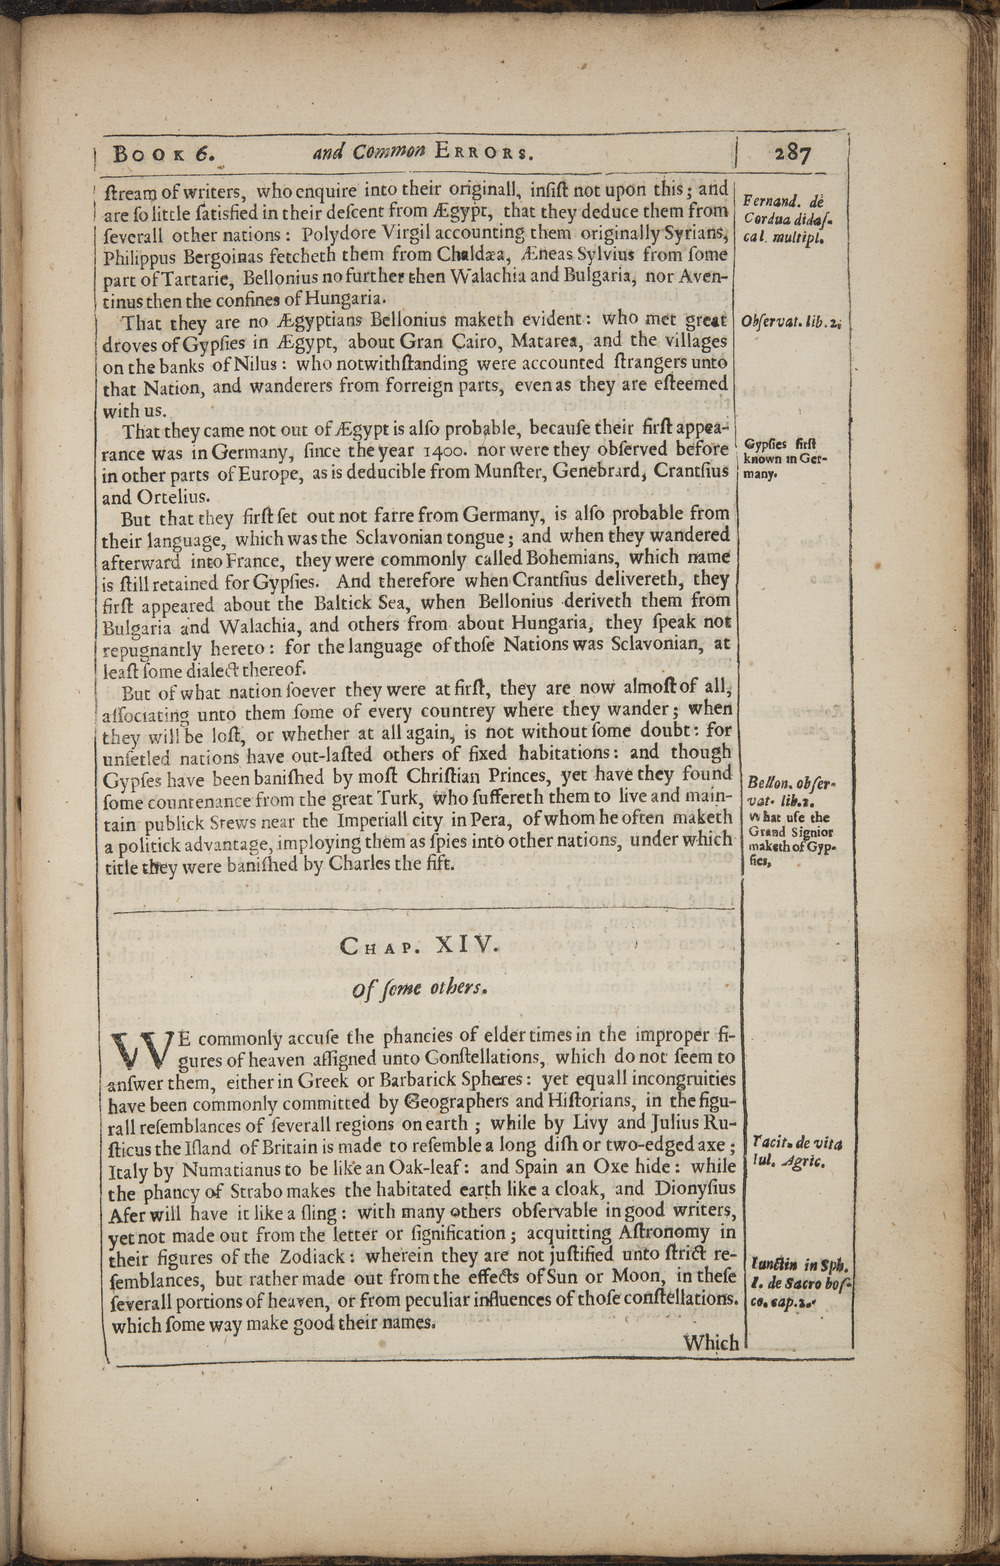 BOOK 6. and Common ERRORS. 287
ſtream of writers, who enquire into their originall, inſiſt not upon this; and
are ſo little ſatisfied in their deſcent from Ægypt, that they deduce them from
ſeverall other nations: Polydore Virgil accounting them originally Syrians,
Philippus Bergoinas fetcheth them from Chaldæa, Æneas Sylvius from ſome
part of Tartarie, Bellonius no further then Walachia and Bulgaria, nor Aven-
tinus then the confines of Hungaria.
Fernand. de
Cordua didaſ-
cal. multipl.
That they are no Ægyptians Bellonius maketh evident: who met great
droves of Gypſies in Ægypt, about Gran Cairo, Matarea, and the villages
on the banks of Nilus: who notwithſtanding were accounted ſtrangers unto
that Nation, and wanderers from forreign parts, even as they are eſteemed
with us.
Obſervat. lib. 2.
That they came not out of Ægypt is alſo probable, becauſe their firſt appea-
rance was in Germany, ſince the year 1400. nor were they obſerved before
in other parts of Europe, as is deducible from Munſter, Genebrard, Crantſius
and Ortelius.
Gypſies firſt
known in Ger-
many.
But that they firſt ſet out not farre from Germany, is alſo probable from
their language, which was the Sclavonian tongue; and when they wandered
afterward into France, they were commonly called Bohemians, which name
is ſtill retained for Gypſies. And therefore when Crantſius delivereth, they
firſt appeared about the Baltick Sea, when Bellonius deriveth them from
Bulgaria and Walachia, and others from about Hungaria, they ſpeak not
repugnantly hereto: for the language of thoſe Nations was Sclavonian, at
leaſt ſome dialect thereof.
But of what nation ſoever they were at firſt, they are now almoſt of all,
aſſociating unto them ſome of every countrey where they wander; when
they will be loſt, or whether at all again, is not without ſome doubt: for
unſetled nations have out-laſted others of fixed habitations: and though
Gypſes have been baniſhed by moſt Chriſtian Princes, yet have they found
ſome countenance from the great Turk, who ſuffereth them to live and main-
tain publick Stews near the Imperiall city in Pera, of whom he often maketh
a politick advantage, imploying them as ſpies into other nations, under which
title they were baniſhed by Charles the fift.
Bellon. obſer-
vat. lib. 2.
What uſe the
Grand Signior
maketh of Gyp-
ſies,
CHAP. XIV.
Of ſome others.
WE commonly accuſe the phancies of elder times in the improper fi-
gures of heaven aſſigned unto Conſtellations, which do not ſeem to
anſwer them, either in Greek or Barbarick Spheres: yet equall incongruities
have been commonly committed by Geographers and Hiſtorians, in the figu-
rall reſemblances of ſeverall regions on earth; while by Livy and Julius Ru-
ſticus the Iſland of Britain is made to reſemble a long diſh or two-edged axe;
Italy by Numatianus to be like an Oak-leaf: and Spain an Oxe hide: while
the phancy of Strabo makes the habitated earth like a cloak, and Dionyſius
Afer will have it like a ſling: with many others obſervable in good writers,
yet not made out from the letter or ſignification; acquitting Aſtronomy in
their figures of the Zodiack: wherein they are not juſtified unto ſtrict re-
ſemblances, but rather made out from the effects of Sun or Moon, in theſe
ſeverall portions of heaven, or from peculiar influences of thoſe conſtellations.
which ſome way make good their names.
Tacit. de vita
Iul. Agric.
Iunctin in Sph.
l. de Sacro boſ-
co. cap. 2.
Which